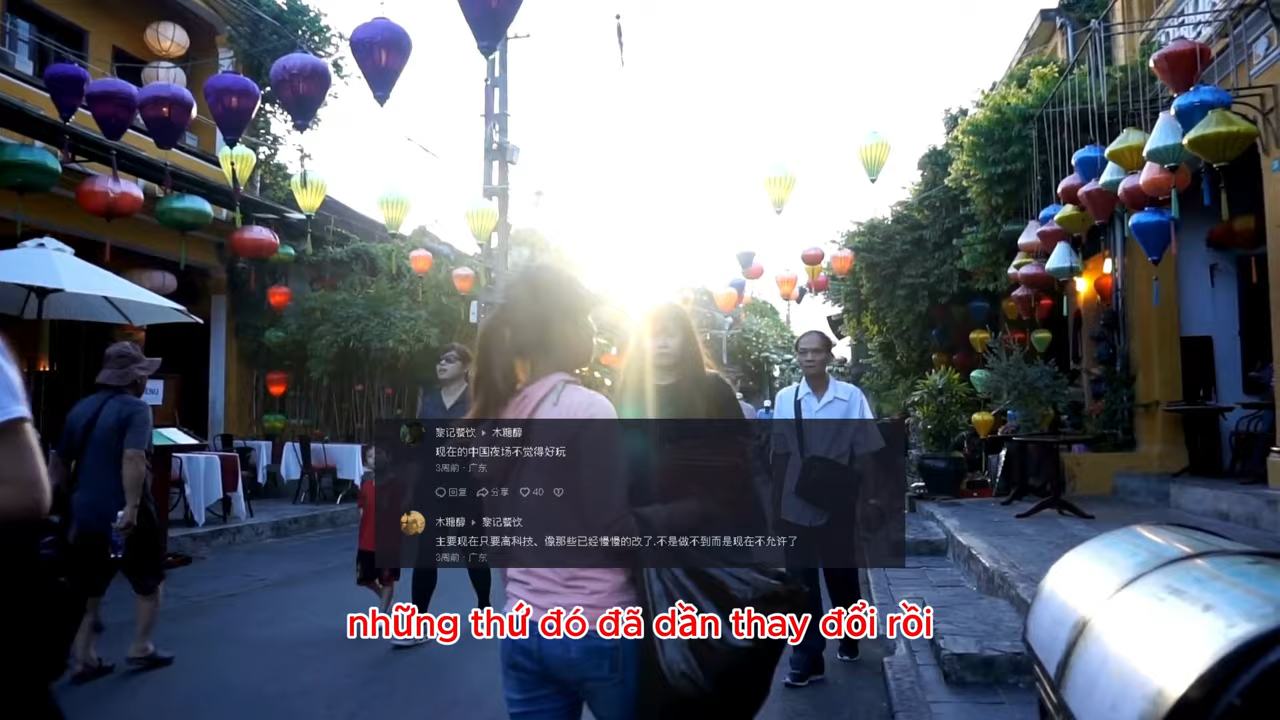 黎记餐饮 ▸ 木糖醇
现在的中国夜场不觉得好玩
3周前 · 广东
回复 分享 40
木糖醇 ▸ 黎记餐饮
主要现在只要高科技、像那些已经慢慢的改了.不是做不到而是现在不允许了
3周前 · 广东
những thứ đó đã dần thay đổi rồi